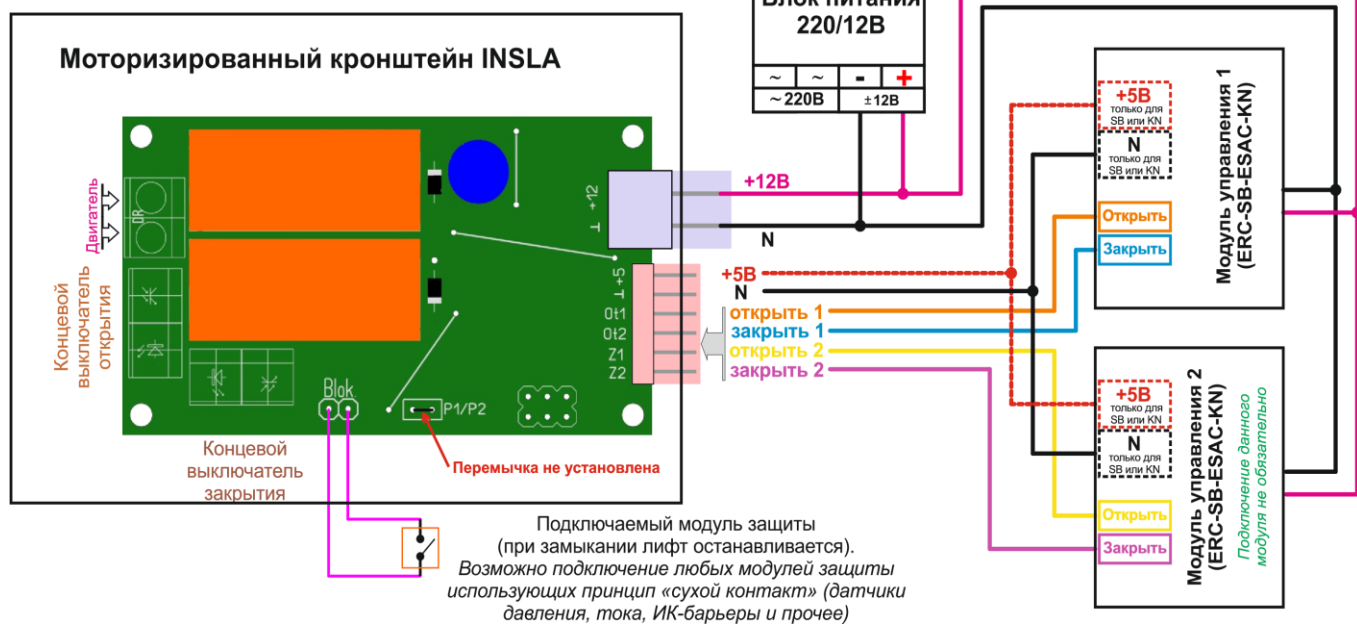 Блок питания
220/12В
~ ~ - +
~220В ±12В
Моторизированный кронштейн INSLA
Двигатель
DR
Концевой
выключатель
открытия
+12
⊥
+12В
N
+5
⊥
Ot1
Ot2
Z1
Z2
+5В
N
открыть 1
закрыть 1
открыть 2
закрыть 2
Blok.
P1/P2
Перемычка не установлена
Концевой
выключатель
закрытия
Подключаемый модуль защиты
(при замыкании лифт останавливается).
Возможно подключение любых модулей защиты
использующих принцип «сухой контакт» (датчики
давления, тока, ИК-барьеры и прочее)
+5В
только для
SB или KN
N
только для
SB или KN
Открыть
Закрыть
Модуль управления 1
(ERC-SB-ESAC-KN)
+5В
только для
SB или KN
N
только для
SB или KN
Открыть
Закрыть
Модуль управления 2
(ERC-SB-ESAC-KN)
Подключение данного
модуля не обязательно